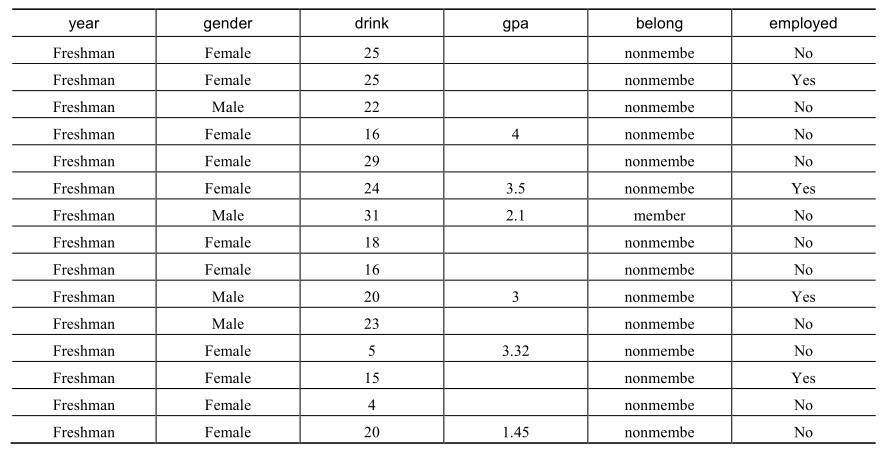 year gender drink gpa belong employed
Freshman Female 25 nonmembe No
Freshman Female 25 nonmembe Yes
Freshman Male 22 nonmembe No
Freshman Female 16 4 nonmembe No
Freshman Female 29 nonmembe No
Freshman Female 24 3.5 nonmembe Yes
Freshman Male 31 2.1 member No
Freshman Female 18 nonmembe No
Freshman Female 16 nonmembe No
Freshman Male 20 3 nonmembe Yes
Freshman Male 23 nonmembe No
Freshman Female 5 3.32 nonmembe No
Freshman Female 15 nonmembe Yes
Freshman Female 4 nonmembe No
Freshman Female 20 1.45 nonmembe No